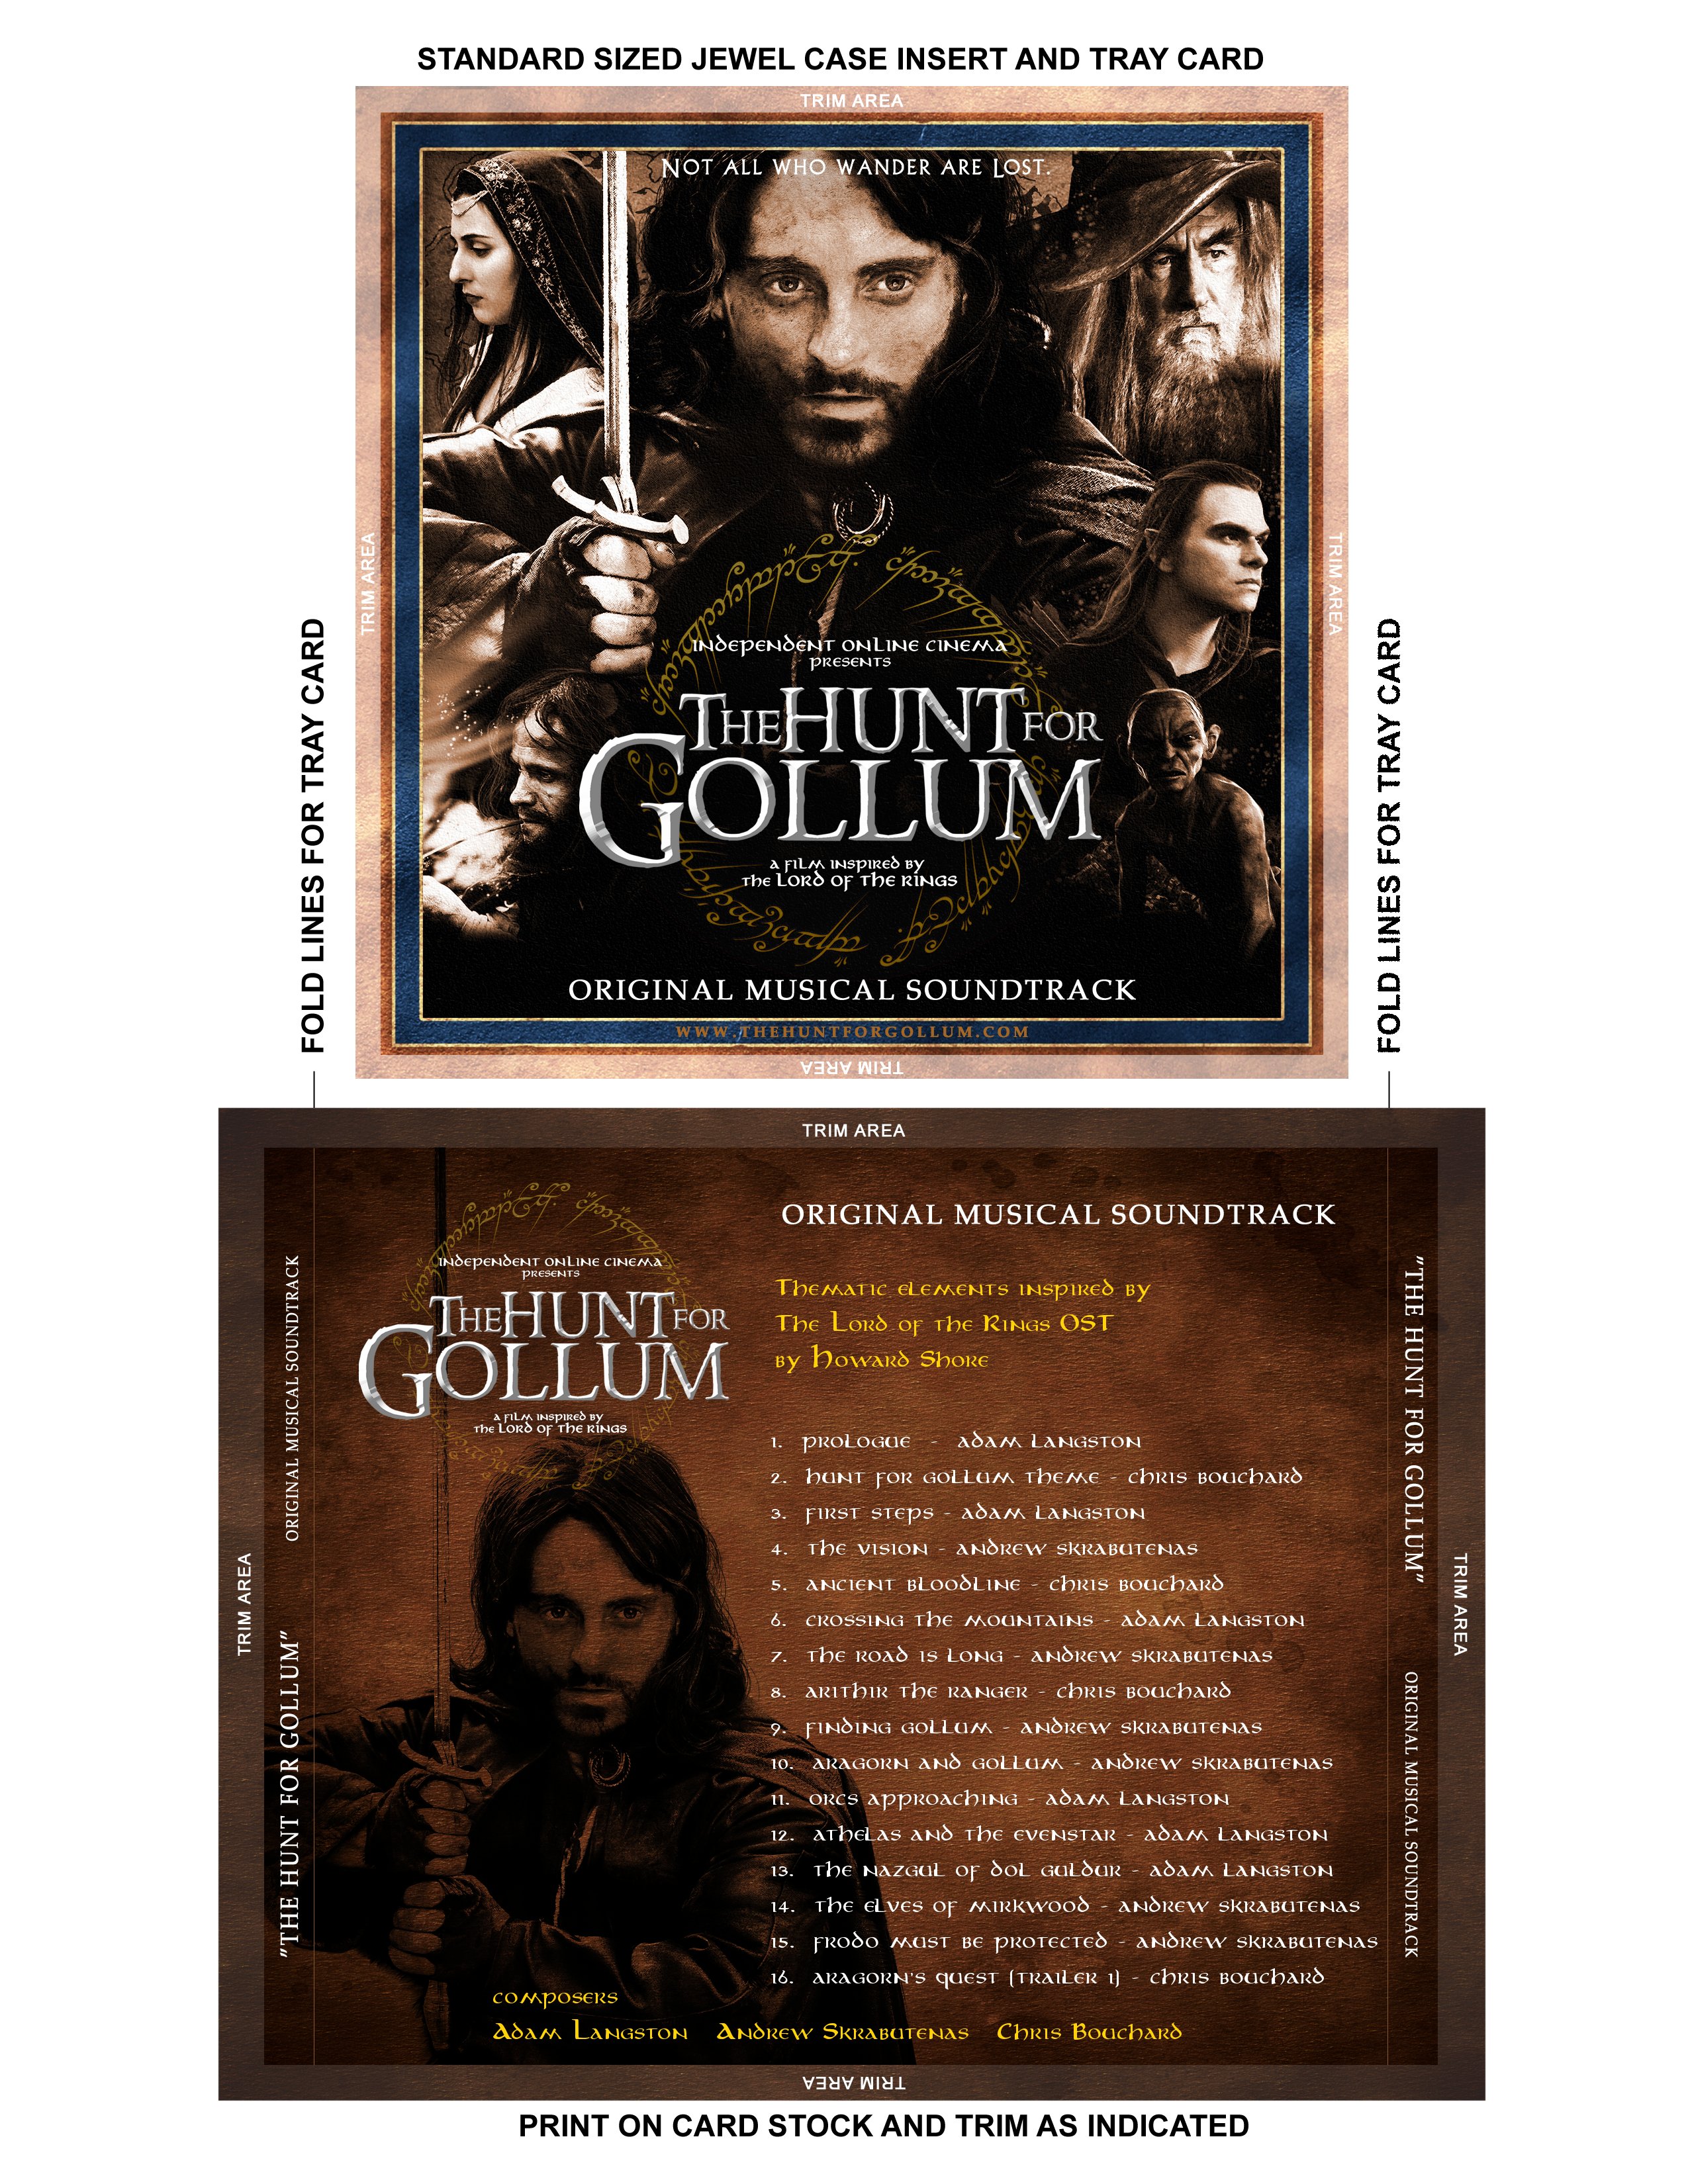 STANDARD SIZED JEWEL CASE INSERT AND TRAY CARD
TRIM AREA
NOT ALL WHO WANDER ARE LOST.
TRIM AREA
TRIM AREA
FOLD LINES FOR TRAY CARD
FOLD LINES FOR TRAY CARD
INDEPENDENT ONLINE CINEMA
PRESENTS
THE HUNT FOR
GOLLUM
A FILM INSPIRED BY
THE LORD OF THE RINGS
ORIGINAL MUSICAL SOUNDTRACK
WWW.THEHUNTFORGOLLUM.COM
TRIM AREA
TRIM AREA
ORIGINAL MUSICAL SOUNDTRACK
"THE HUNT FOR GOLLUM"
TRIM AREA
INDEPENDENT ONLINE CINEMA
PRESENTS
THE HUNT FOR
GOLLUM
A FILM INSPIRED BY
THE LORD OF THE RINGS
ORIGINAL MUSICAL SOUNDTRACK
Thematic elements inspired by
The Lord of the Rings OST
by Howard Shore
1. prologue - adam langston
2. hunt for gollum theme - chris bouchard
3. first steps - adam langston
4. the vision - andrew skrabutenas
5. ancient bloodline - chris bouchard
6. crossing the mountains - adam langston
7. the road is long - andrew skrabutenas
8. arithir the ranger - chris bouchard
9. finding gollum - andrew skrabutenas
10. aragorn and gollum - andrew skrabutenas
11. orcs approaching - adam langston
12. athelas and the evenstar - adam langston
13. the nazgul of dol guldur - adam langston
14. the elves of mirkwood - andrew skrabutenas
15. frodo must be protected - andrew skrabutenas
16. aragorn's quest (trailer 1) - chris bouchard
composers
Adam Langston Andrew Skrabutenas Chris Bouchard
"THE HUNT FOR GOLLUM"
ORIGINAL MUSICAL SOUNDTRACK
TRIM AREA
TRIM AREA
PRINT ON CARD STOCK AND TRIM AS INDICATED